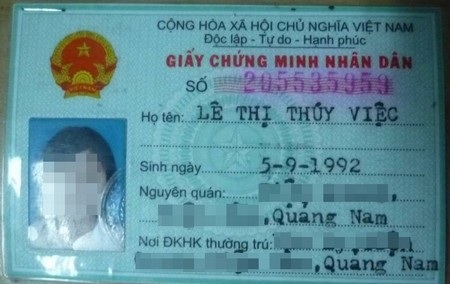 CỘNG HÒA XÃ HỘI CHỦ NGHĨA VIỆT NAM
Độc lập - Tự do - Hạnh phúc
GIẤY CHỨNG MINH NHÂN DÂN
SỐ 205535959
Họ tên: LÊ THỊ THÚY VIỆC
Sinh ngày 5-9-1992
Nguyên quán:
,Quảng Nam
Nơi ĐKHK thường trú:
,Quảng Nam